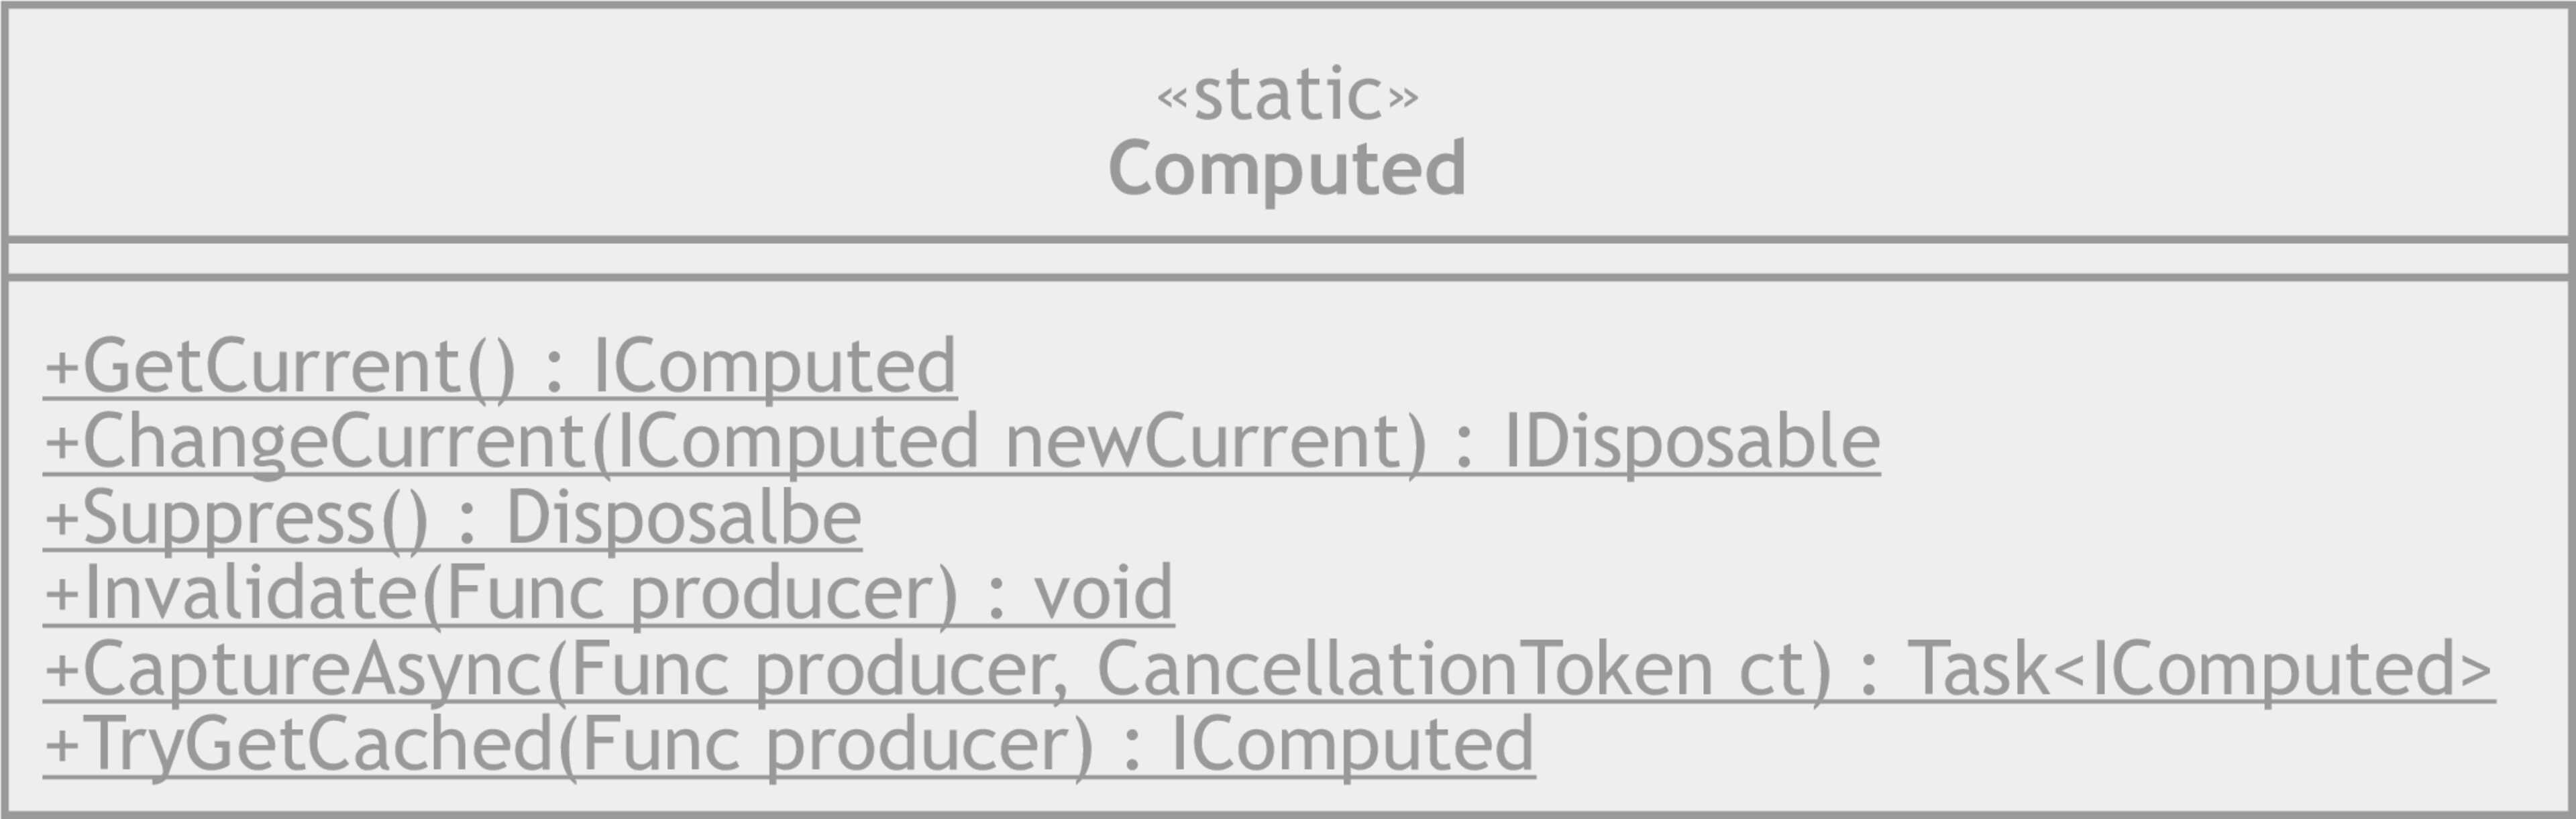 «static»
Computed
+GetCurrent() : IComputed
+ChangeCurrent(IComputed newCurrent) : IDisposable
+Suppress() : Disposalbe
+Invalidate(Func producer) : void
+CaptureAsync(Func producer, CancellationToken ct) : Task<IComputed>
+TryGetCached(Func producer) : IComputed